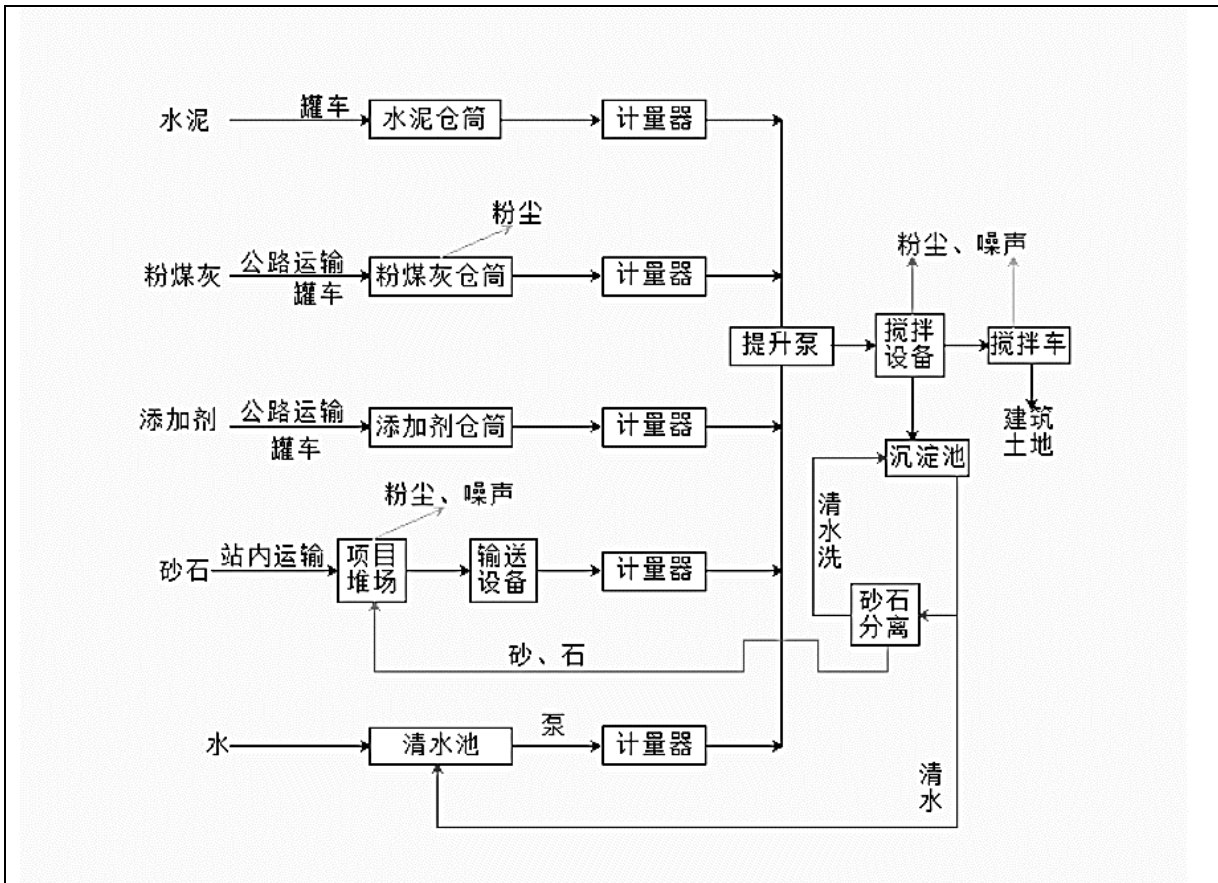 水泥
罐车
水泥仓筒
计量器
粉尘
粉煤灰
公路运输
罐车
粉煤灰仓筒
计量器
粉尘、噪声
提升泵
搅拌
设备
搅拌车
建筑
土地
添加剂
公路运输
罐车
添加剂仓筒
计量器
沉淀池
粉尘、噪声
清水洗
砂石
站内运输
项目
堆场
输送
设备
计量器
砂石
分离
砂、石
水
清水池
泵
计量器
清水